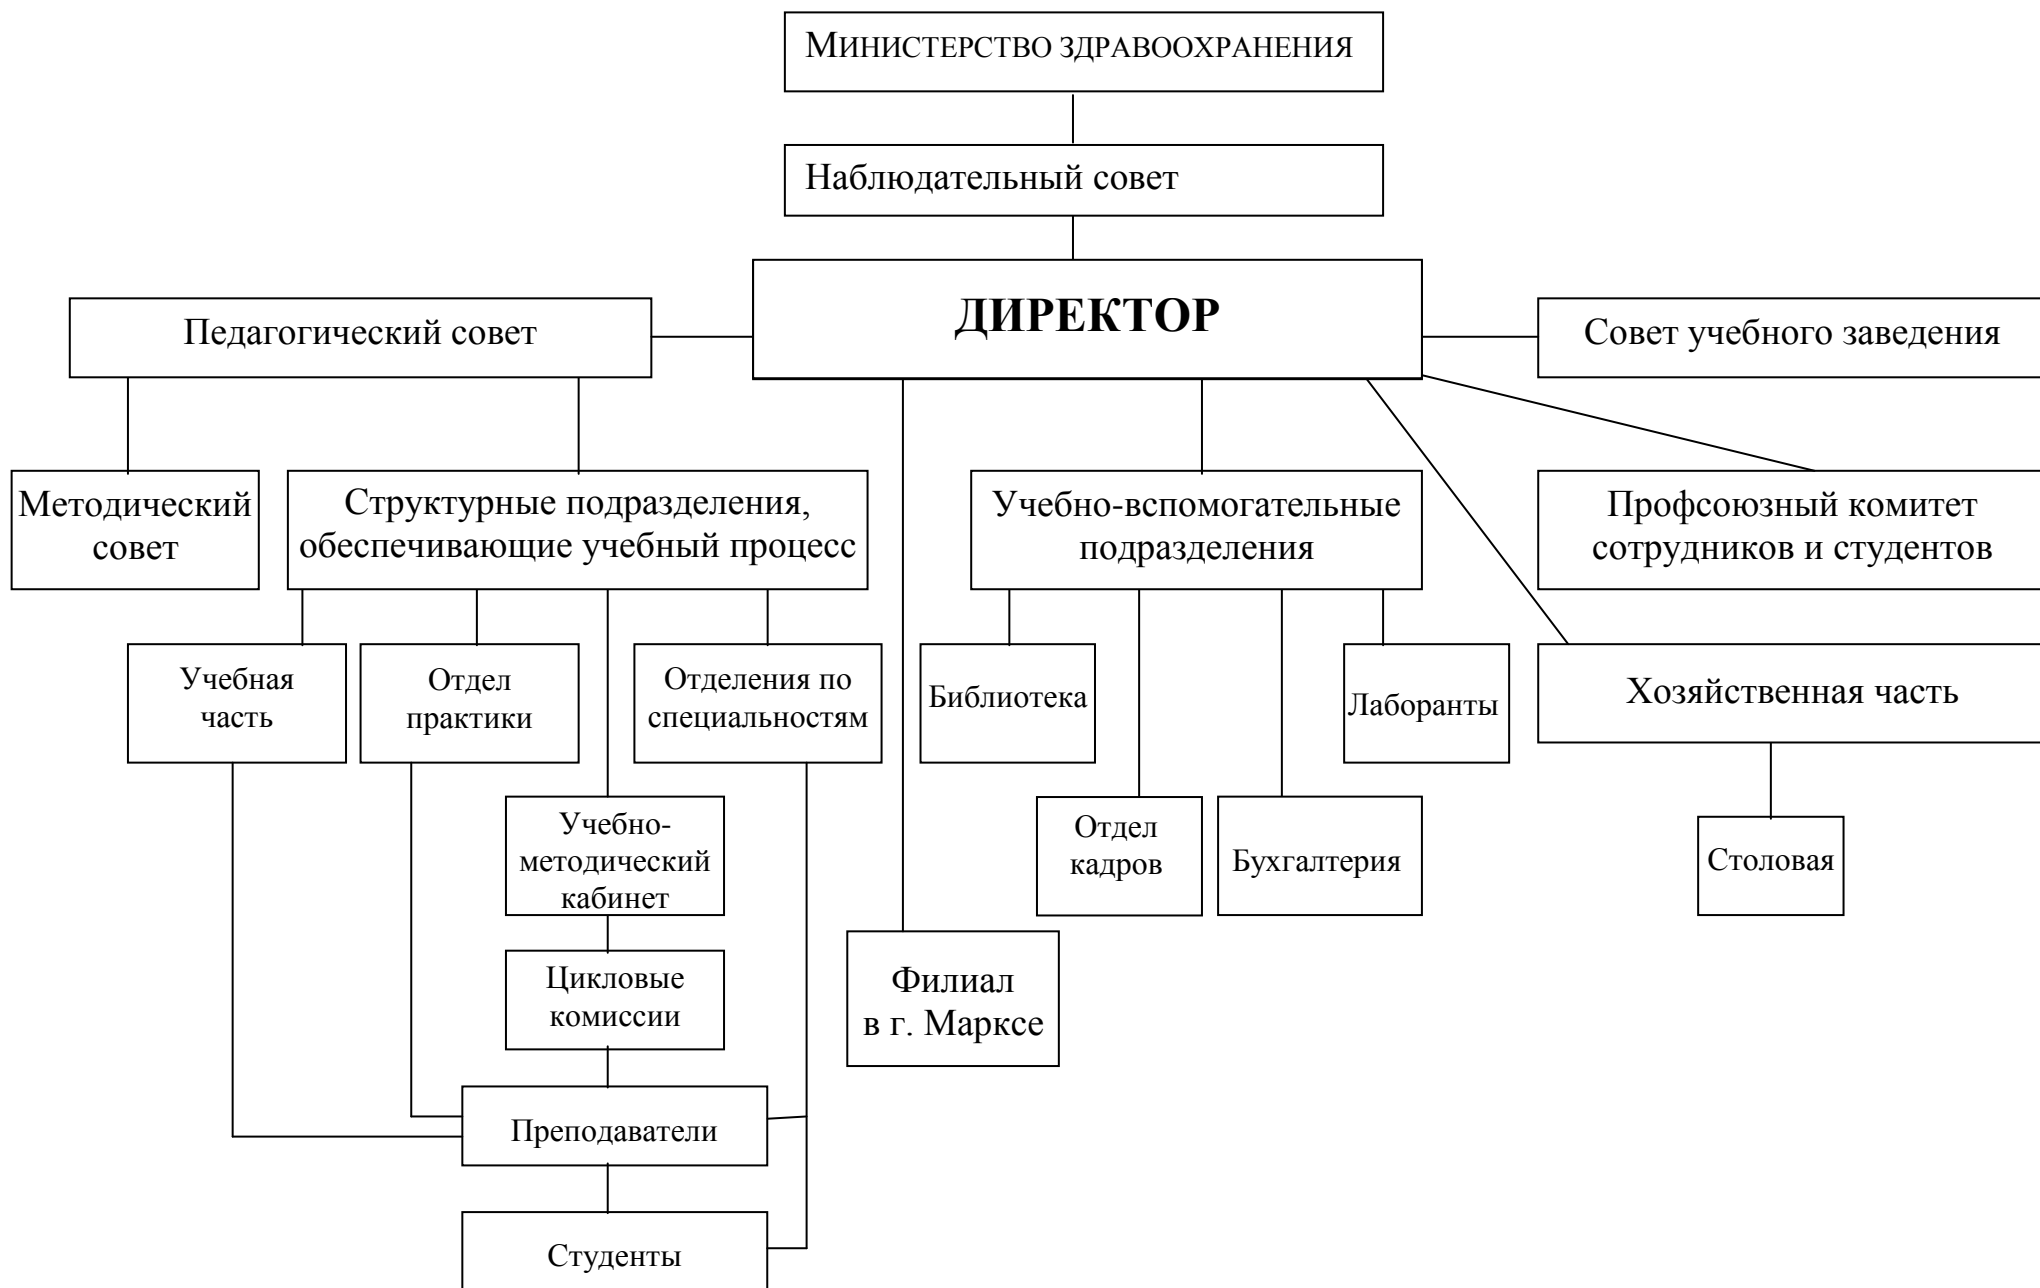 МИНИСТЕРСТВО ЗДРАВООХРАНЕНИЯ
Наблюдательный совет
ДИРЕКТОР
Педагогический совет
Совет учебного заведения
Методический
совет
Структурные подразделения,
обеспечивающие учебный процесс
Учебно-вспомогательные
подразделения
Профсоюзный комитет
сотрудников и студентов
Учебная
часть
Отдел
практики
Отделения по
специальностям
Библиотека
Лаборанты
Хозяйственная часть
Учебно-
методический
кабинет
Отдел
кадров
Бухгалтерия
Столовая
Цикловые
комиссии
Филиал
в г. Марксе
Преподаватели
Студенты